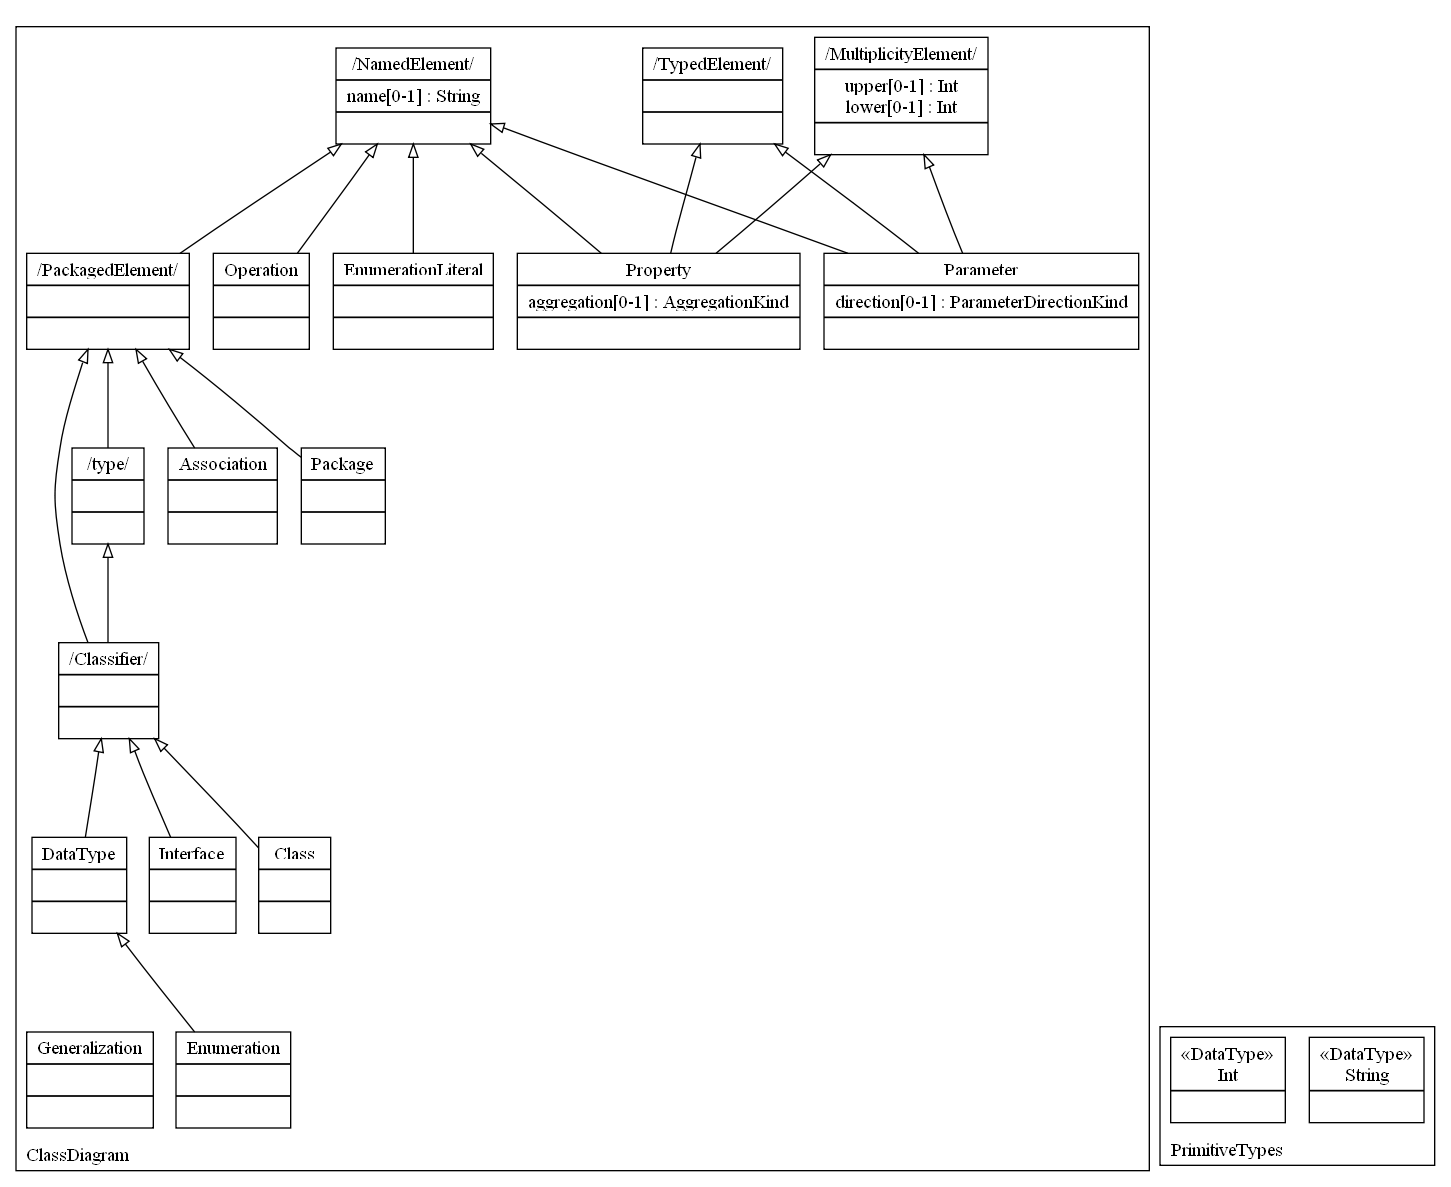 /NamedElement/
name[0-1] : String
/TypedElement/
/MultiplicityElement/
upper[0-1] : Int
lower[0-1] : Int
/PackagedElement/
Operation
EnumerationLiteral
Property
aggregation[0-1] : AggregationKind
Parameter
direction[0-1] : ParameterDirectionKind
/type/
Association
Package
/Classifier/
DataType
Interface
Class
Generalization
Enumeration
ClassDiagram
«DataType»
Int
«DataType»
String
PrimitiveTypes